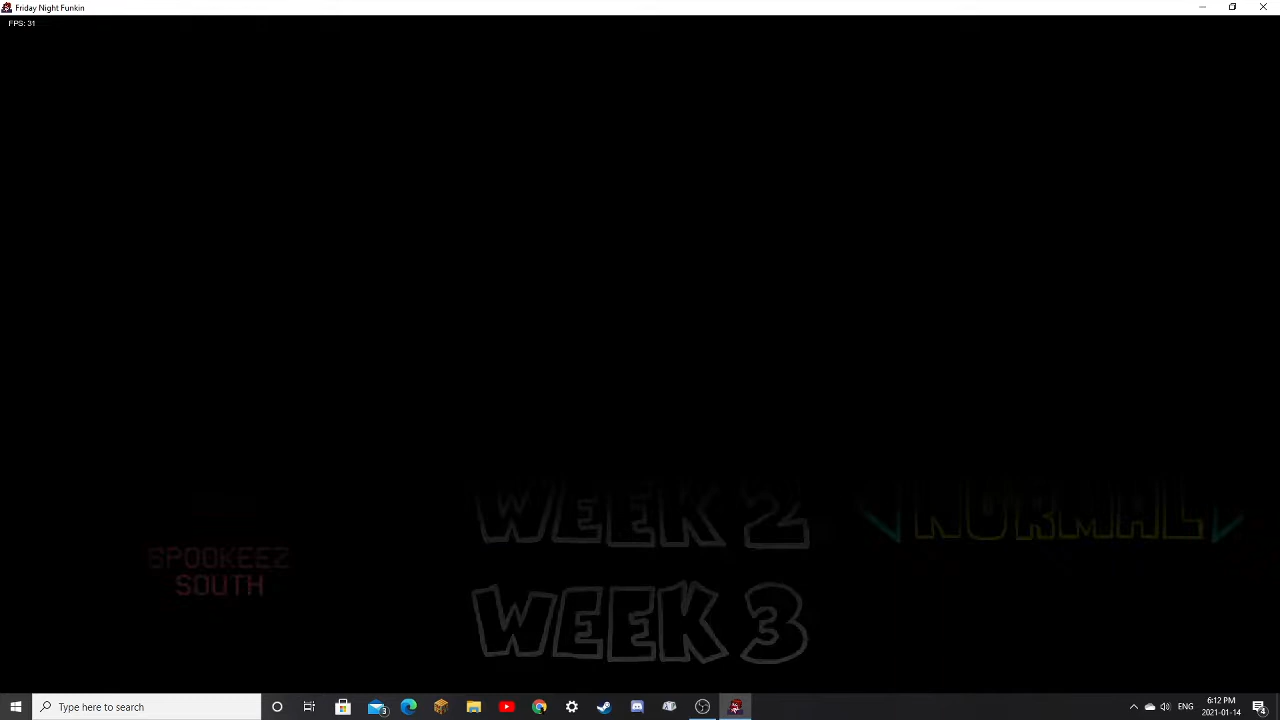 Friday Night Funkin
FPS: 31
WEEK 2
NORMAL
SPOOKEEZ
SOUTH
WEEK 3
Type here to search
3
ENG
6:12 PM
2021-01-14